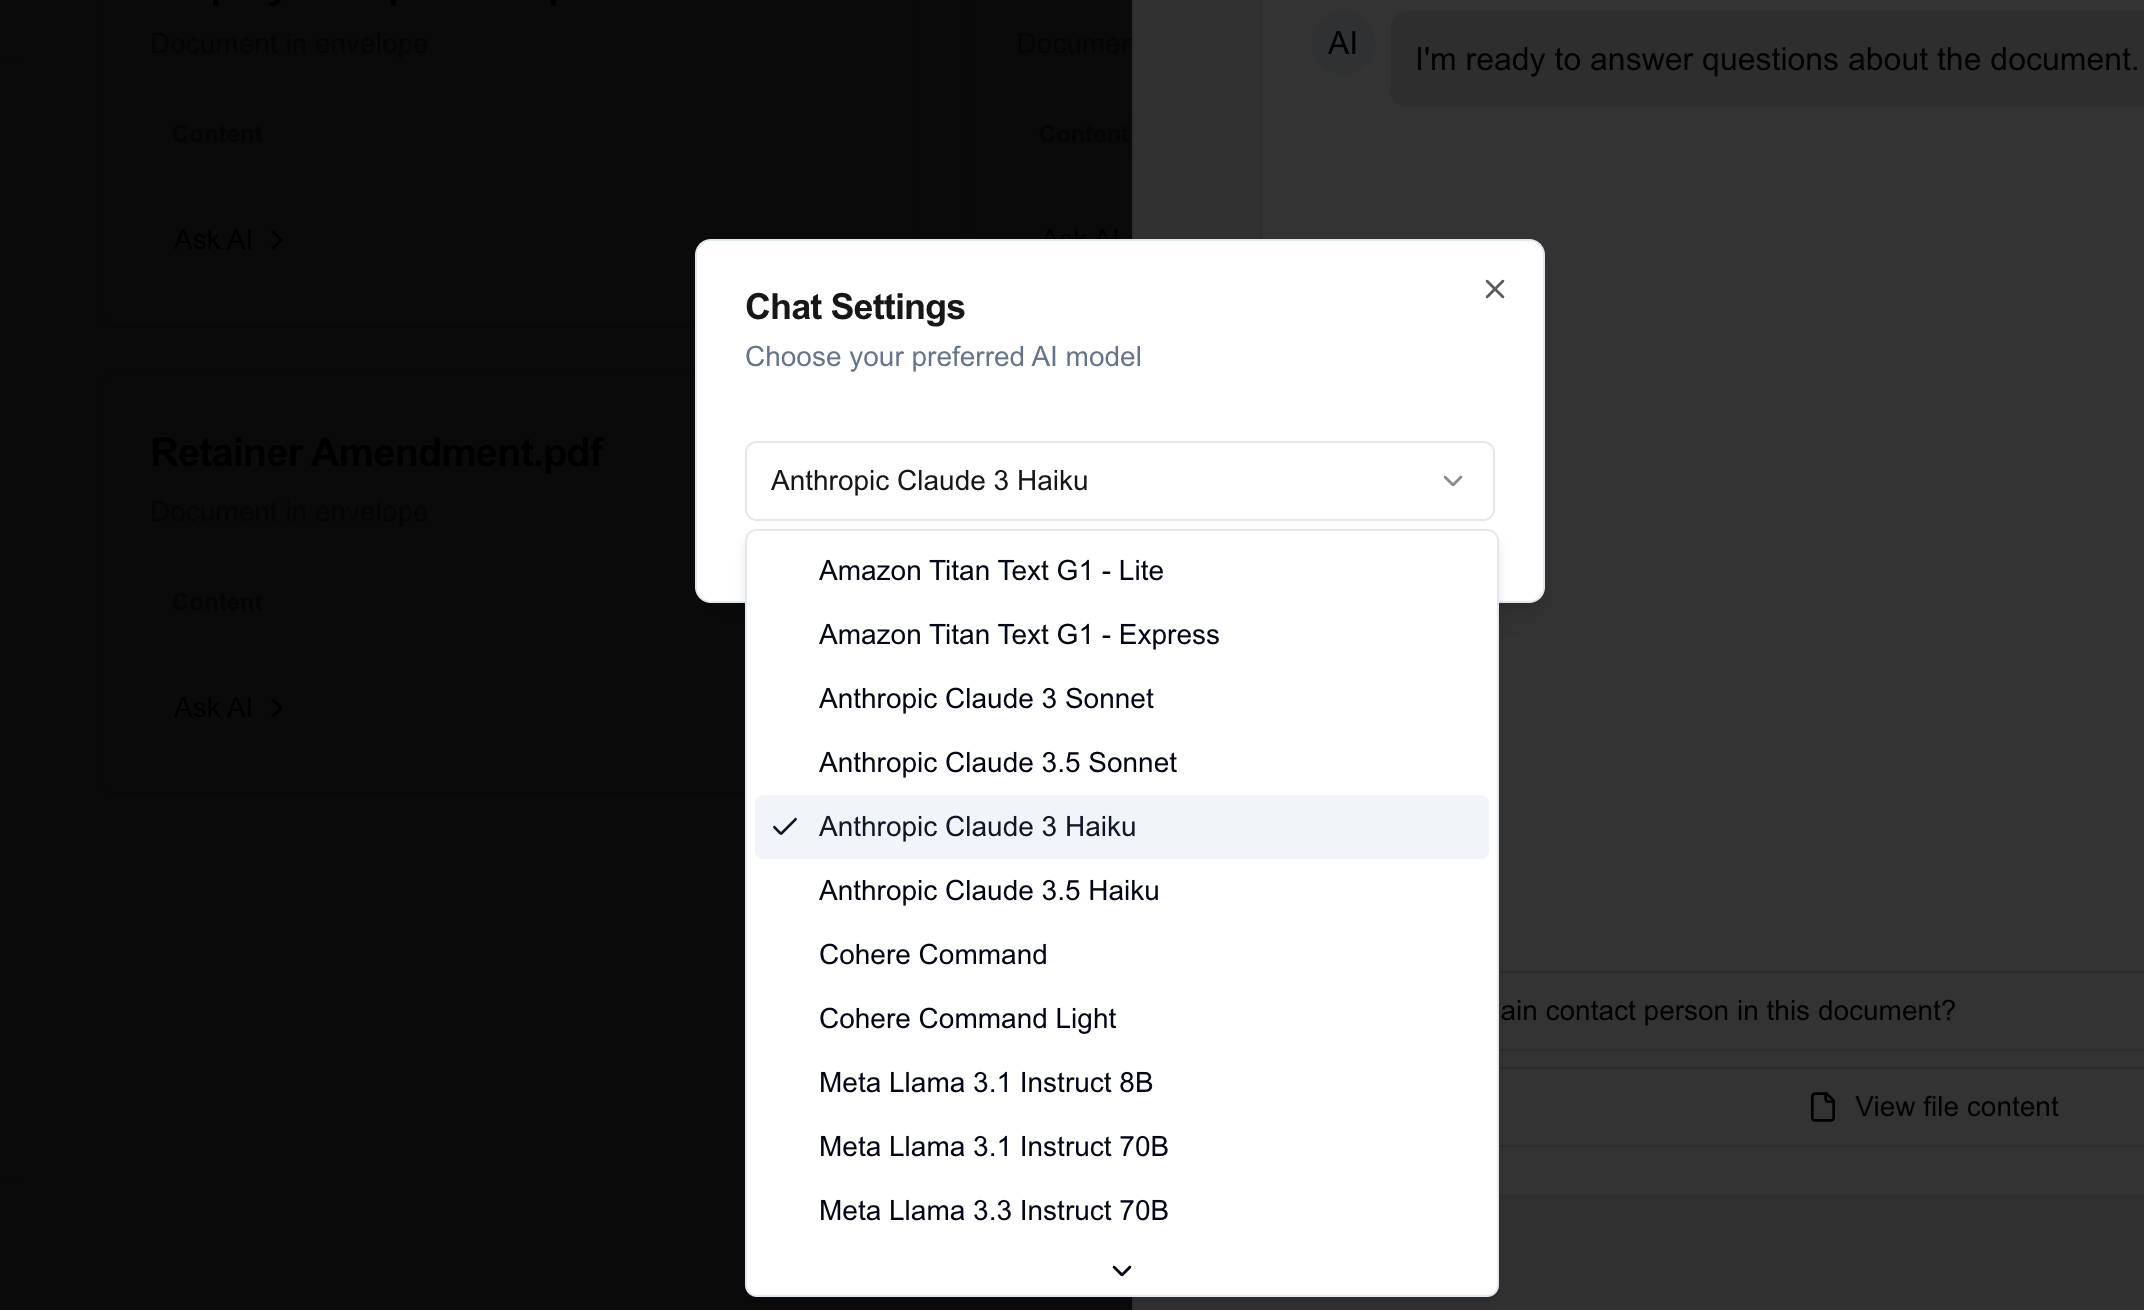 Document in envelope
Documen
Content
Content
Ask AI
Ask AI
Retainer Amendment.pdf
Document in envelope
Content
Ask AI
AI
I'm ready to answer questions about the document.
Chat Settings
Choose your preferred AI model
Anthropic Claude 3 Haiku
Amazon Titan Text G1 - Lite
Amazon Titan Text G1 - Express
Anthropic Claude 3 Sonnet
Anthropic Claude 3.5 Sonnet
Anthropic Claude 3 Haiku
Anthropic Claude 3.5 Haiku
Cohere Command
Cohere Command Light
Meta Llama 3.1 Instruct 8B
Meta Llama 3.1 Instruct 70B
Meta Llama 3.3 Instruct 70B
ain contact person in this document?
View file content